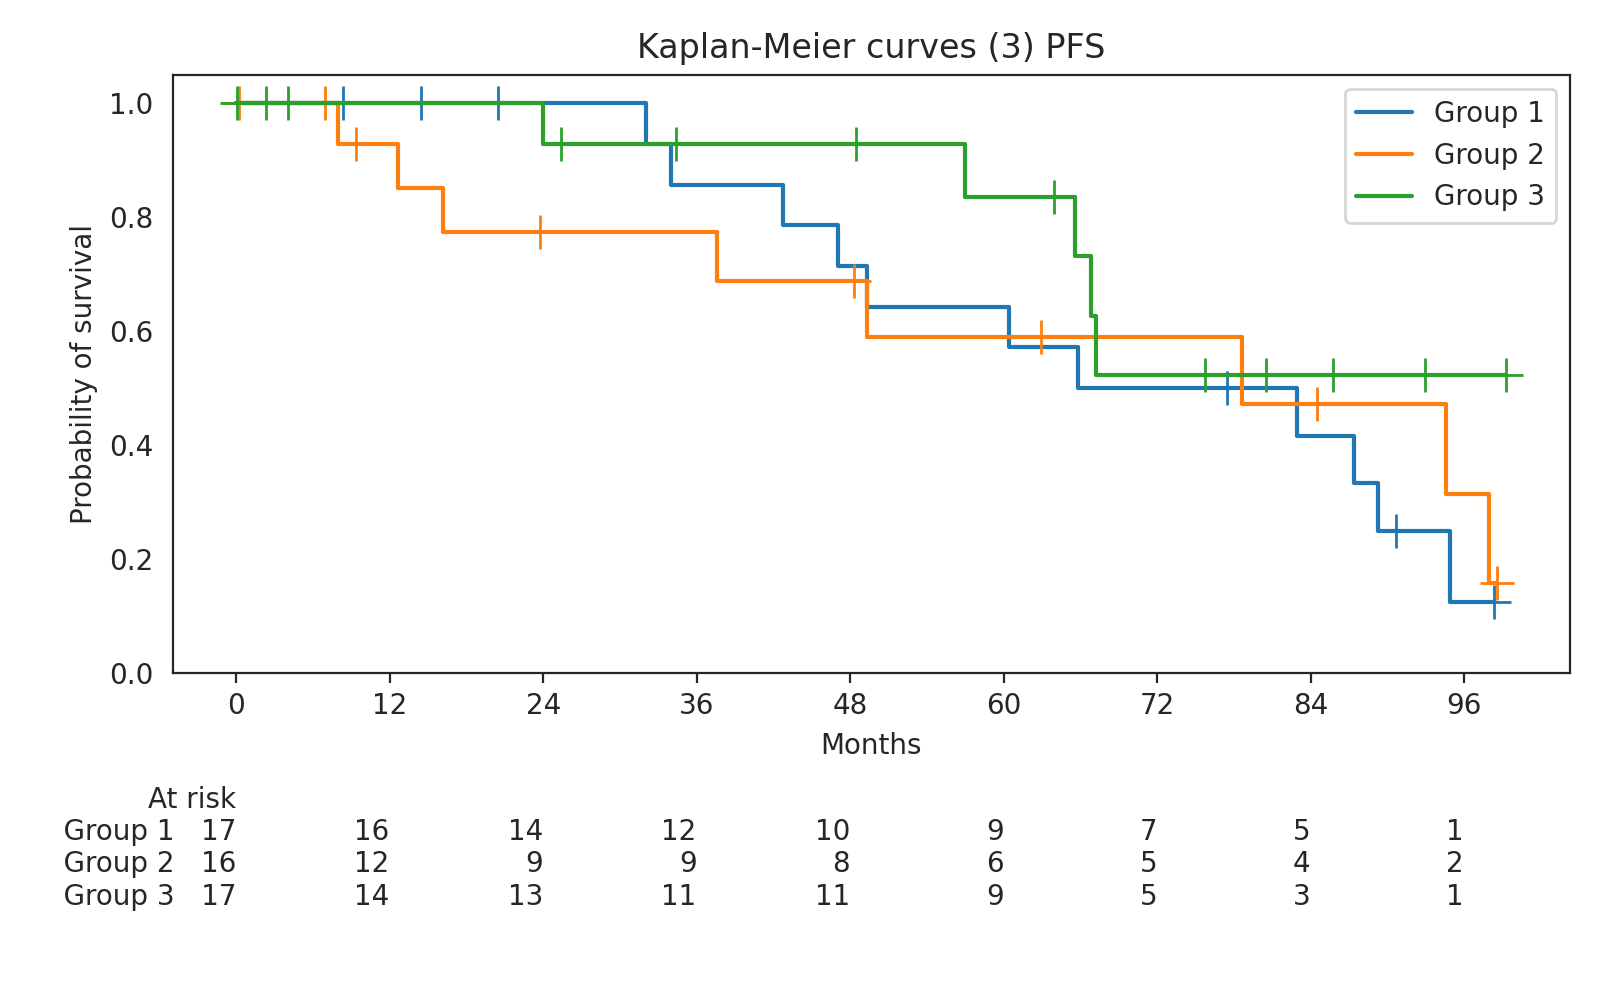 Kaplan-Meier curves (3) PFS
1.0
0.8
0.6
0.4
0.2
0.0
Probability of survival
Group 1
Group 2
Group 3
0 12 24 36 48 60 72 84 96
Months
At risk
Group 1 17 16 14 12 10 9 7 5 1
Group 2 16 12 9 9 8 6 5 4 2
Group 3 17 14 13 11 11 9 5 3 1